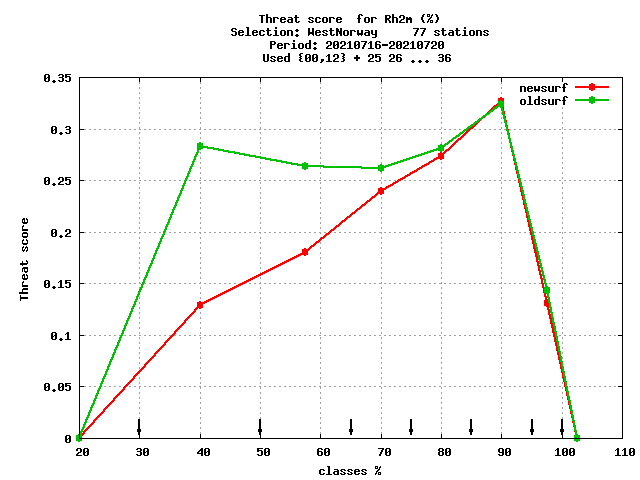 Threat score  for Rh2m (%)
Selection: WestNorway     77 stations
Period: 20210716-20210720
Used {00,12} + 25 26 ... 36
newsurf
oldsurf
0.35
0.3
0.25
0.2
0.15
0.1
0.05
0
Threat score
20 30 40 50 60 70 80 90 100 110
classes %